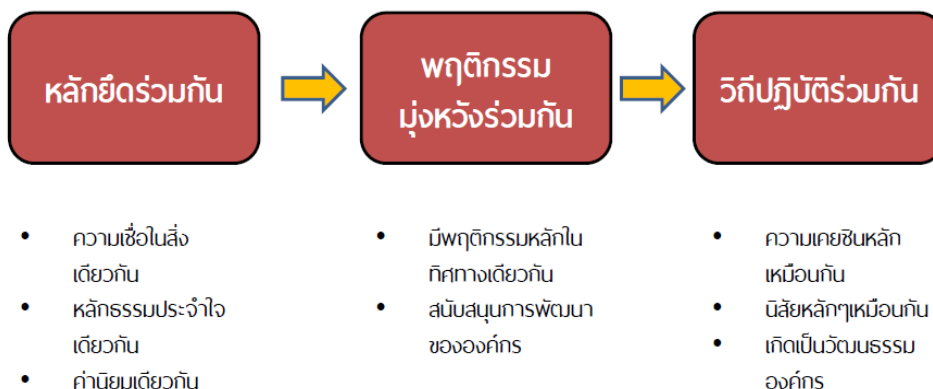 หลักยึดร่วมกัน
พฤติกรรม
มุ่งหวังร่วมกัน
วิถีปฏิบัติร่วมกัน
• ความเชื่อในสิ่ง
เดียวกัน
• หลักธรรมประจำใจ
เดียวกัน
• ค่านิยมเดียวกัน
• มีพฤติกรรมหลักใน
ทิศทางเดียวกัน
• สนับสนุนการพัฒนา
ขององค์กร
• ความเคยชินหลัก
เหมือนกัน
• นิสัยหลักๆเหมือนกัน
• เกิดเป็นวัฒนธรรม
องค์กร